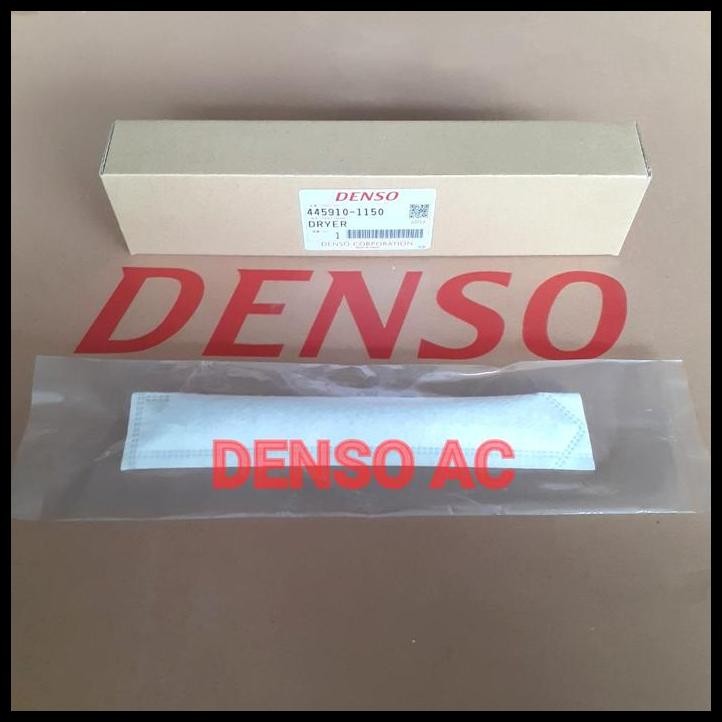 DENSO
445910-1150
DRYER
1
DENSO CORPORATION
DENSO
DENSO AC